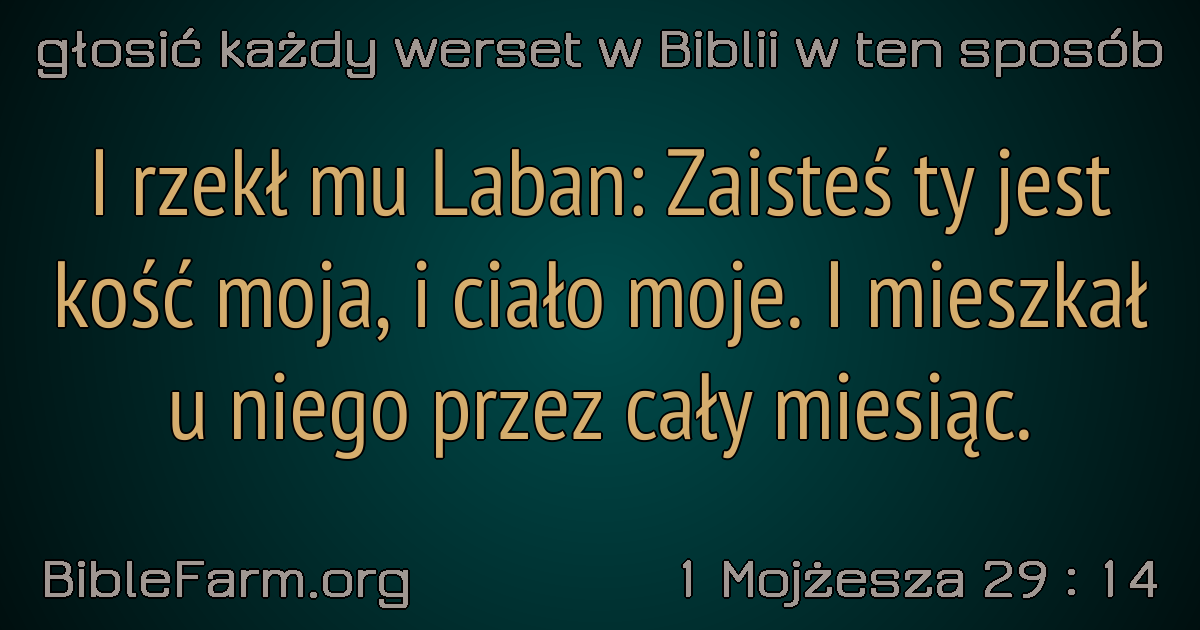 głosić każdy werset w Biblii w ten sposób
I rzekł mu Laban: Zaisteś ty jest
kość moja, i ciało moje. I mieszkał
u niego przez cały miesiąc.
BibleFarm.org
1 Mojżesza 29 : 14